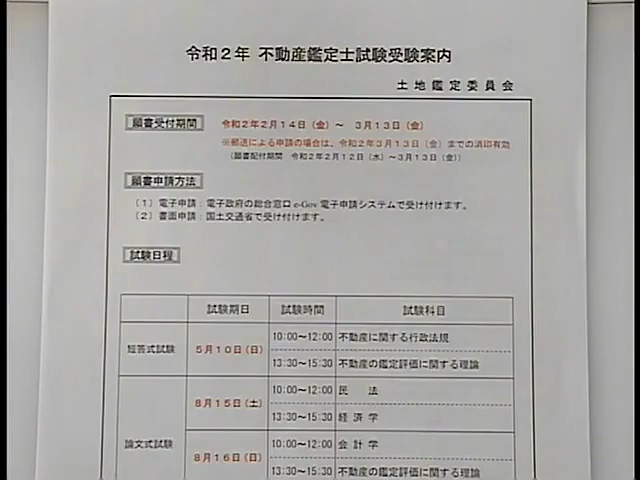 令和２年 不動産鑑定士試験受験案内
土地鑑定委員会
願書受付期間
令和２年２月１４日（金）～ ３月１３日（金）
※郵送による申請の場合は、令和２年３月１３日（金）までの消印有効
（願書配付期間 令和２年２月１２日（水）～３月１３日（金））
願書申請方法
（１）電子申請：電子政府の総合窓口 e-Gov 電子申請システムで受け付けます。
（２）書面申請：国土交通省で受け付けます。
試験日程
試験期日 試験時間 試験科目
短答式試験 ５月１０日（日） 10:00～12:00 不動産に関する行政法規
13:30～15:30 不動産の鑑定評価に関する理論
論文式試験 ８月１５日（土） 10:00～12:00 民 法
13:30～15:30 経済学
８月１６日（日） 10:00～12:00 会計学
13:30～15:30 不動産の鑑定評価に関する理論